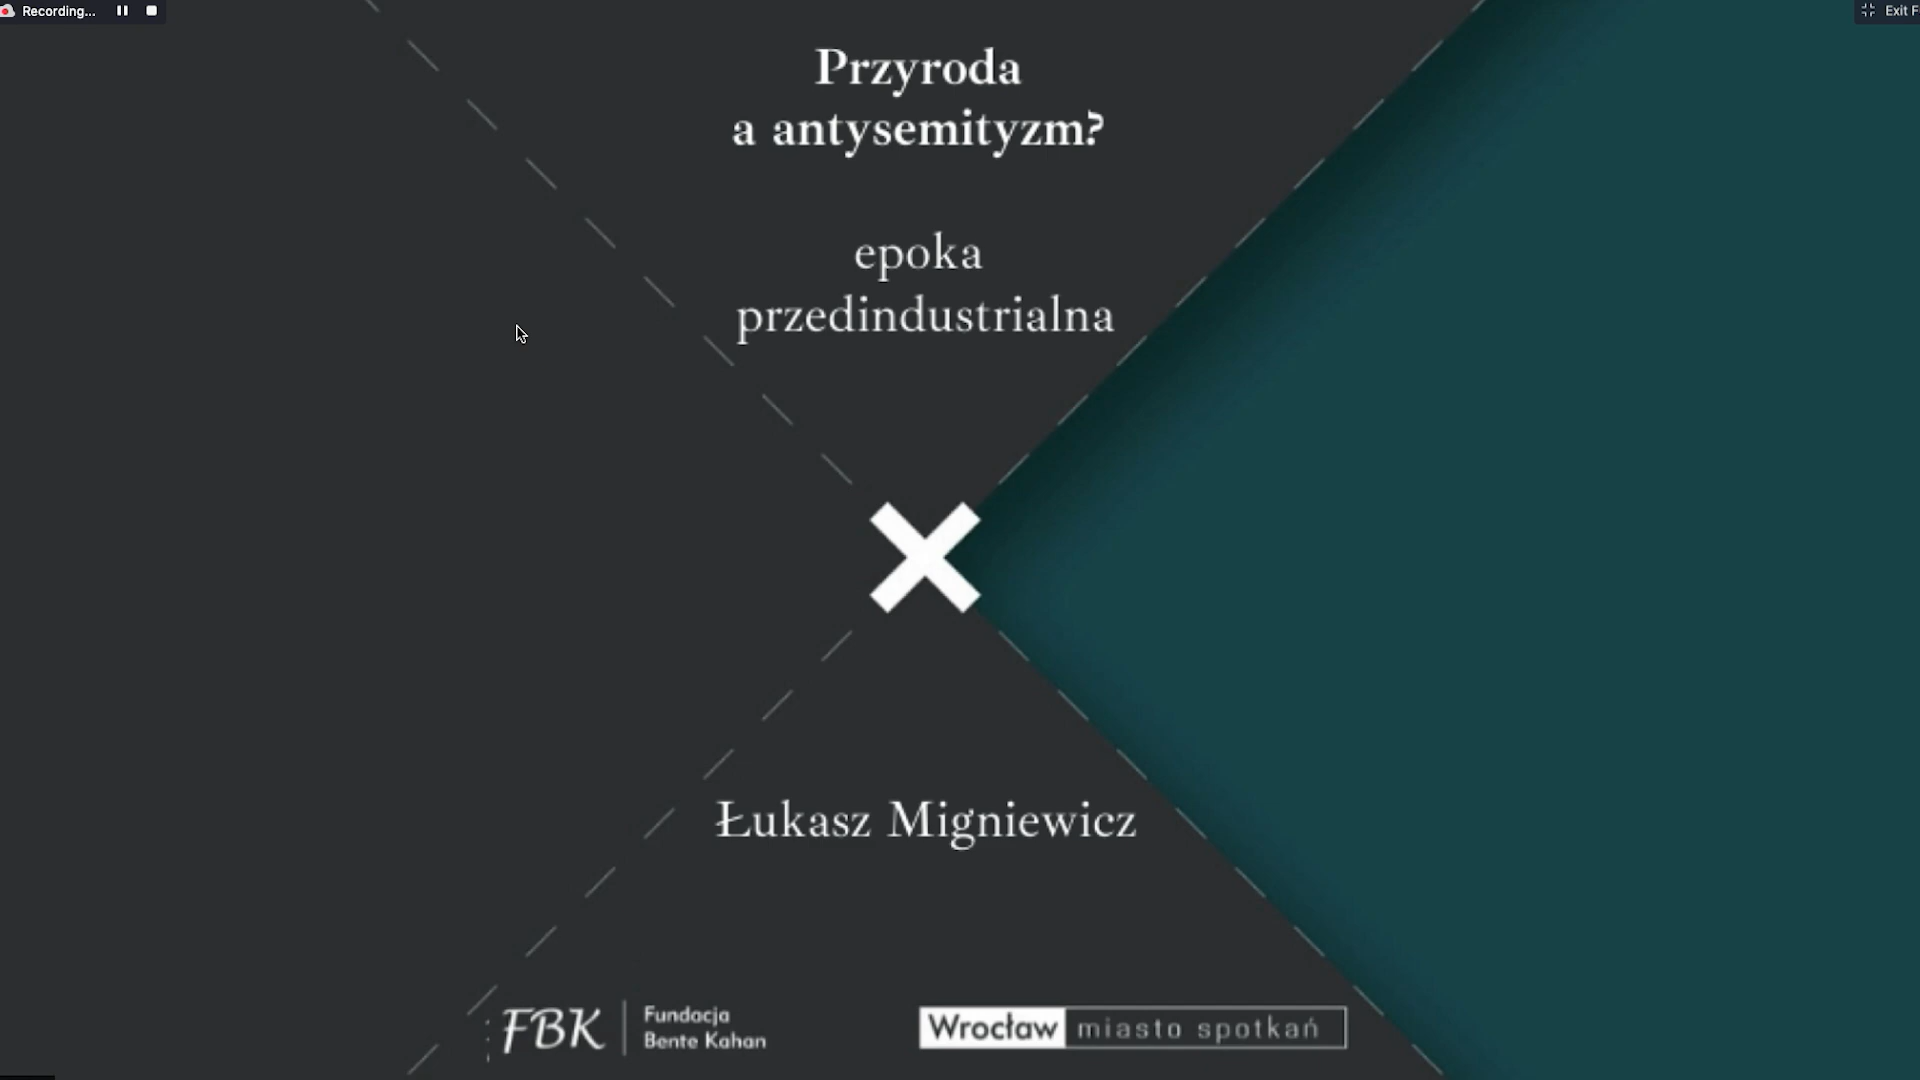 Recording...
Exit F
Przyroda
a antysemityzm?
epoka
przedindustrialna
Łukasz Migniewicz
FBK
Fundacja
Bente Kahan
Wrocław miasto spotkań